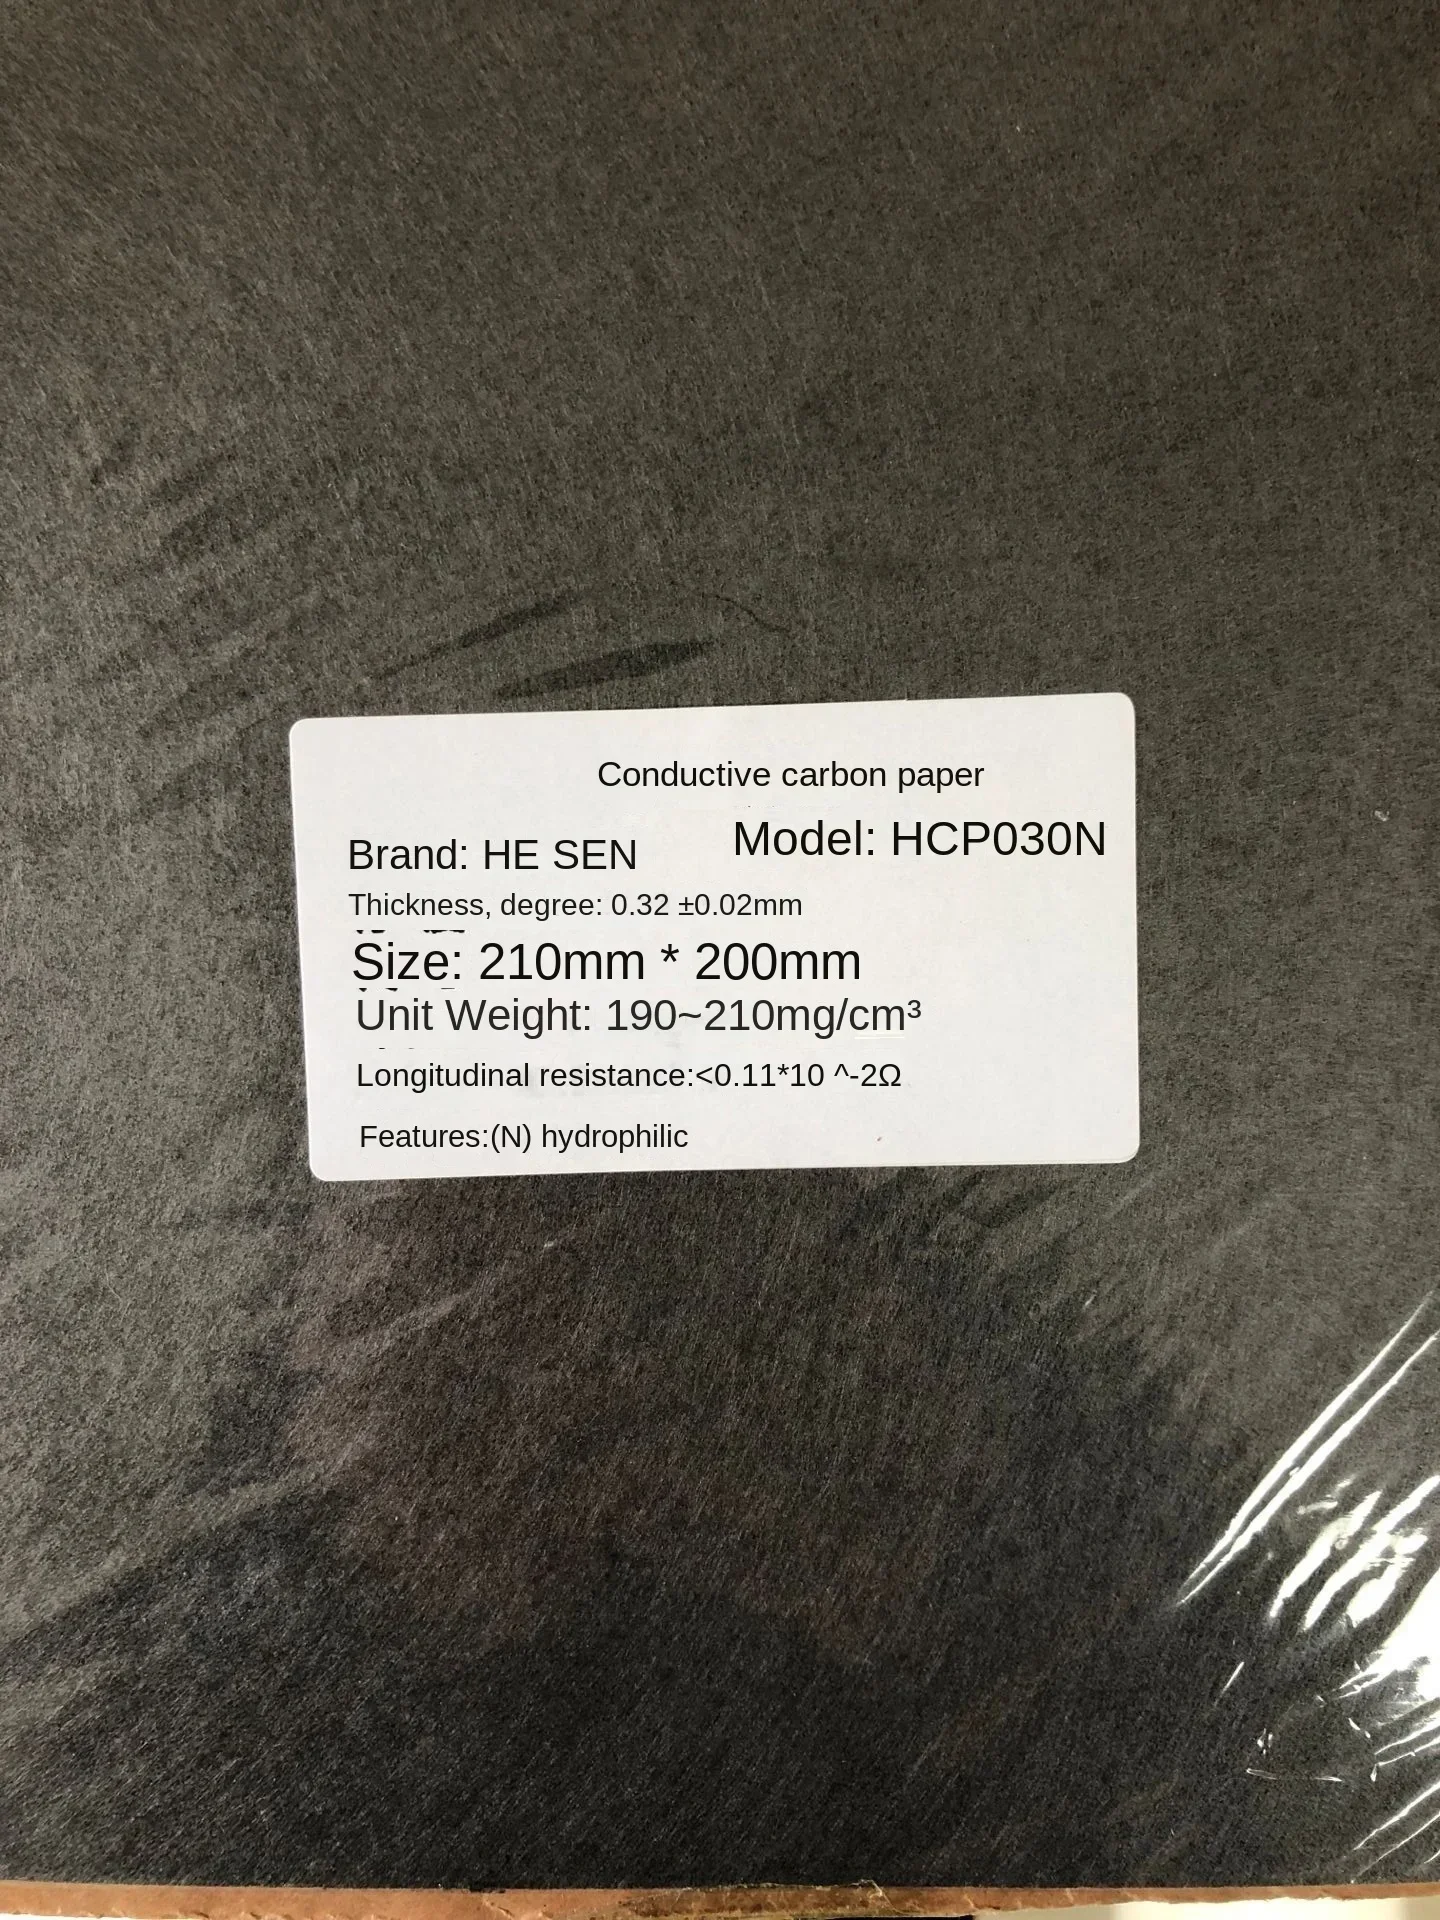 Conductive carbon paper
Brand: HE SEN
Model: HCP030N
Thickness, degree: 0.32 ±0.02mm
Size: 210mm * 200mm
Unit Weight: 190~210mg/cm³
Longitudinal resistance:<0.11*10 ^-2Ω
Features:(N) hydrophilic